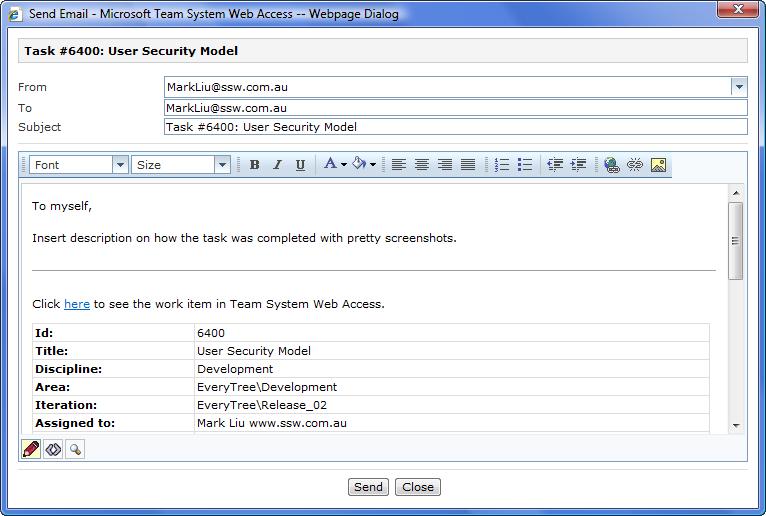 Send Email - Microsoft Team System Web Access -- Webpage Dialog
Task #6400: User Security Model
From MarkLiu@ssw.com.au
To MarkLiu@ssw.com.au
Subject Task #6400: User Security Model
Font Size B I U A
To myself,
Insert description on how the task was completed with pretty screenshots.
Click here to see the work item in Team System Web Access.
Id: 6400
Title: User Security Model
Discipline: Development
Area: EveryTree\Development
Iteration: EveryTree\Release_02
Assigned to: Mark Liu www.ssw.com.au
Send Close